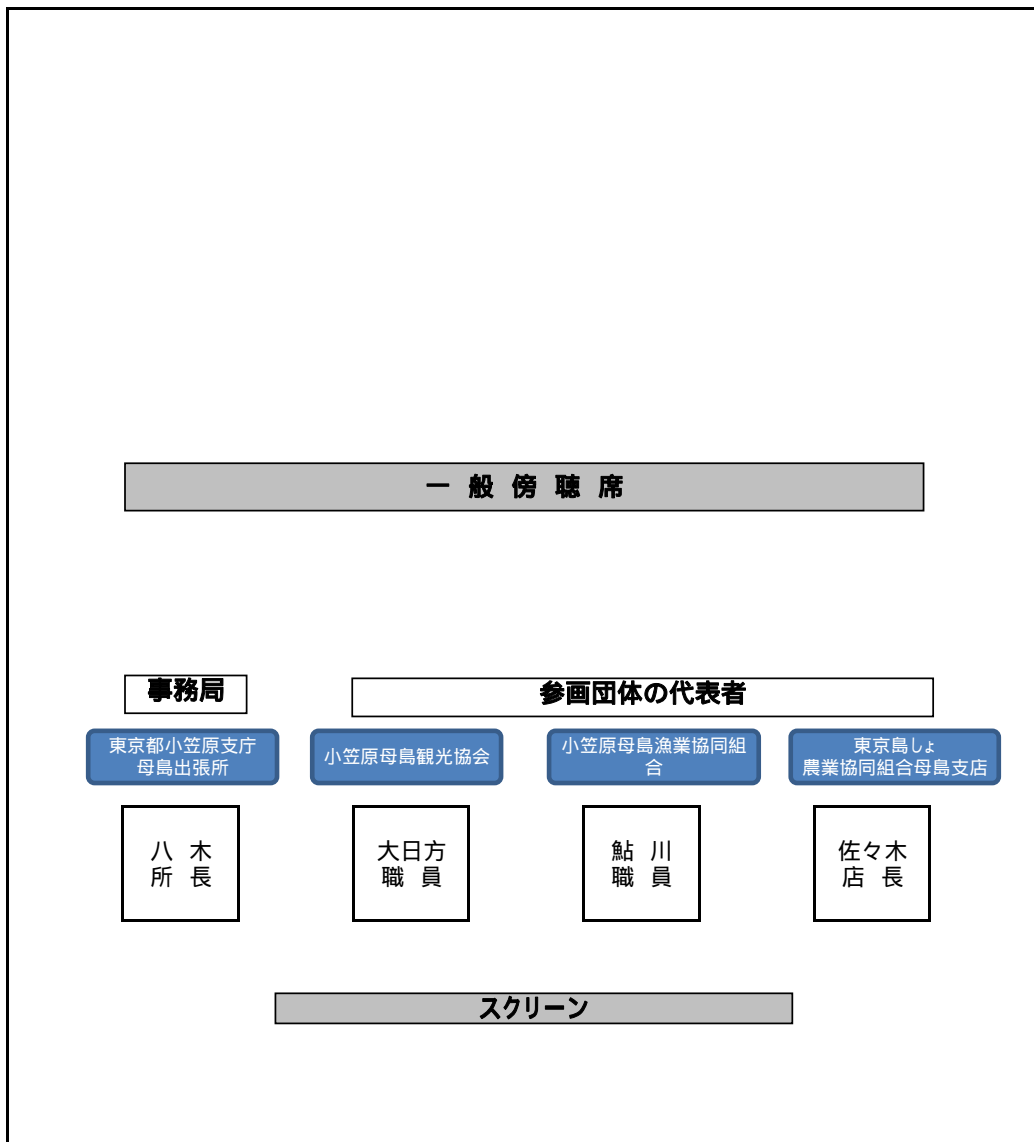 一 般 傍 聴 席
事務局
参画団体の代表者
東京都小笠原支庁
母島出張所
小笠原母島観光協会
小笠原母島漁業協同組
合
東京島しょ
農業協同組合母島支店
八 木
所 長
大日方
職 員
鮎 川
職 員
佐々木
店 長
スクリーン